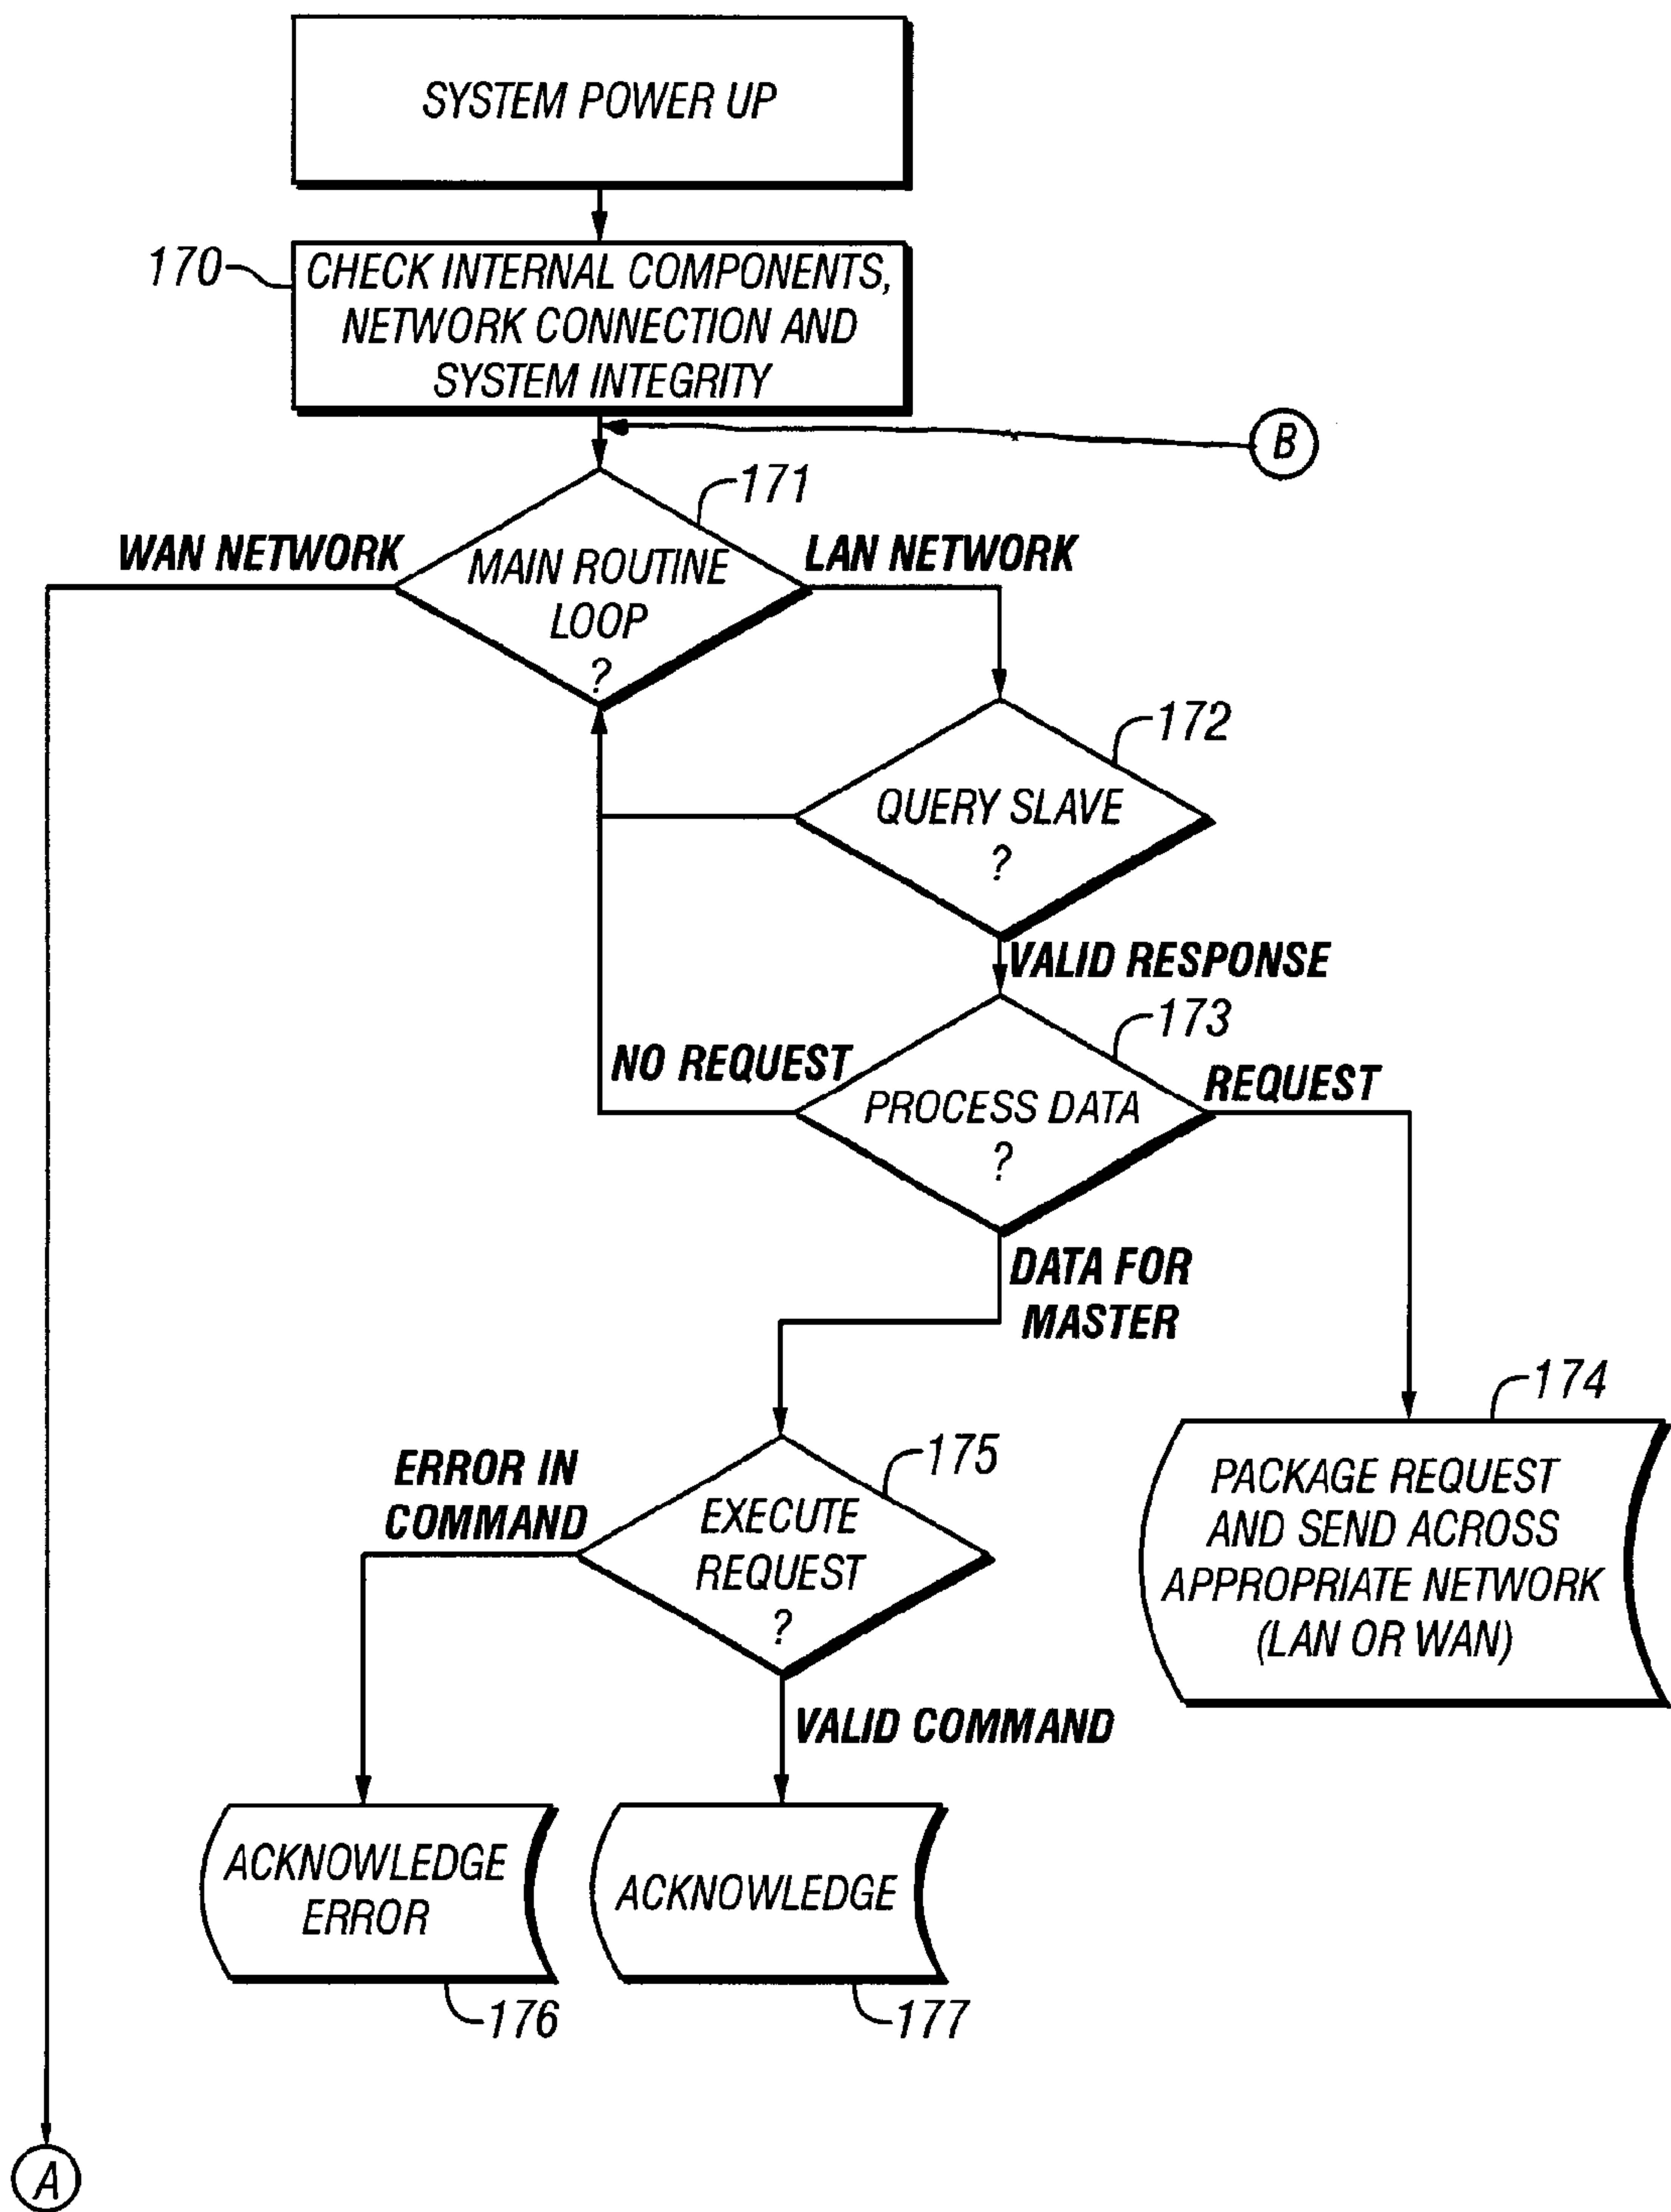 SYSTEM POWER UP
170
CHECK INTERNAL COMPONENTS,
NETWORK CONNECTION AND
SYSTEM INTEGRITY
B
171
WAN NETWORK
MAIN ROUTINE
LOOP
?
LAN NETWORK
172
QUERY SLAVE
?
VALID RESPONSE
173
NO REQUEST
PROCESS DATA
?
REQUEST
DATA FOR
MASTER
174
PACKAGE REQUEST
AND SEND ACROSS
APPROPRIATE NETWORK
(LAN OR WAN)
175
ERROR IN
COMMAND
EXECUTE
REQUEST
?
VALID COMMAND
ACKNOWLEDGE
ERROR
176
ACKNOWLEDGE
177
A